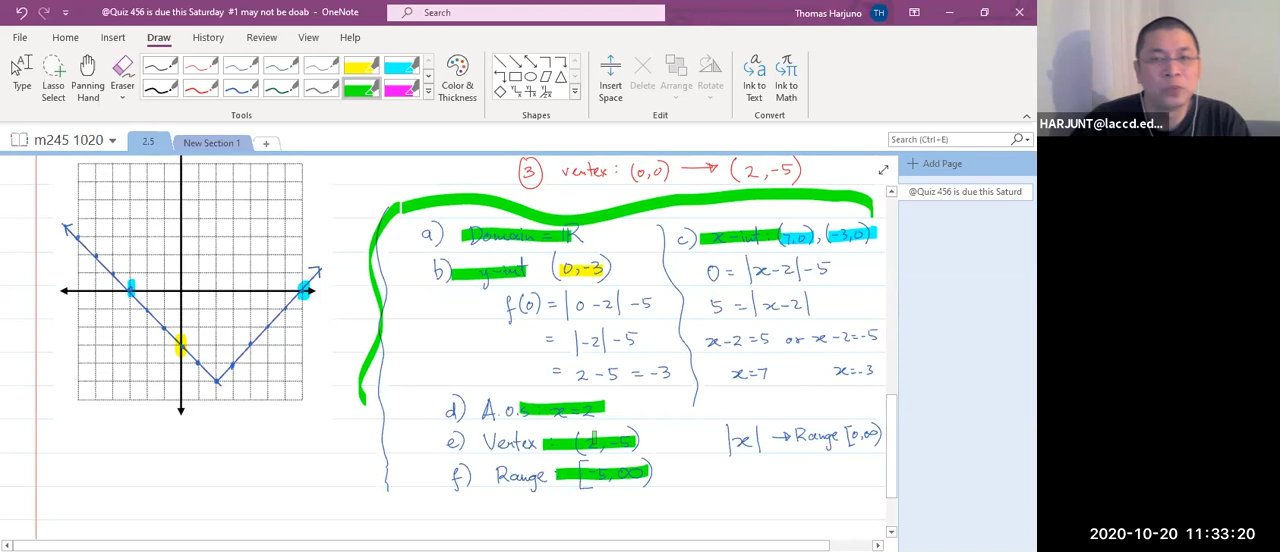 @Quiz 456 is due this Saturday #1 may not be doab - OneNote
Search
Thomas Harjuno
TH
File Home Insert Draw History Review View Help
Type
Lasso Select
Panning Hand
Eraser
Color & Thickness
Insert Space
Delete
Arrange
Rotate
Ink to Text
Ink to Math
Tools
Shapes
Edit
Convert
HARJUNT@laccd.ed...
m245 1020
2.5
New Section 1
Search (Ctrl+E)
Add Page
@Quiz 456 is due this Saturd
3 vertex: (0,0) → (2, -5)
a) Domain = ℝ
b) y-int (0, -3)
f(0) = |0-2| -5
= |-2| -5
= 2 -5 = -3
c) x-int: (7,0), (-3,0)
0 = |x-2| -5
5 = |x-2|
x-2=5 or x-2=-5
x=7 x=-3
d) A.o.s: x=2
e) Vertex : (2, -5)
f) Range : [-5, ∞)
|x| → Range [0,∞)
2020-10-20 11:33:20